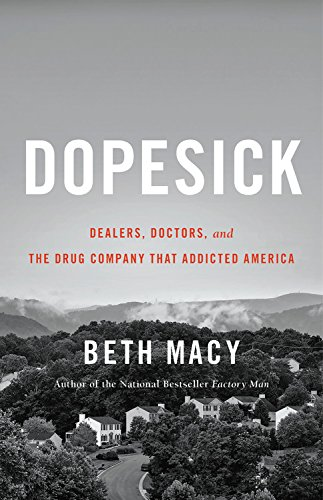 DOPESICK
DEALERS, DOCTORS, and
THE DRUG COMPANY THAT ADDICTED AMERICA
BETH MACY
Author of the National Bestseller Factory Man